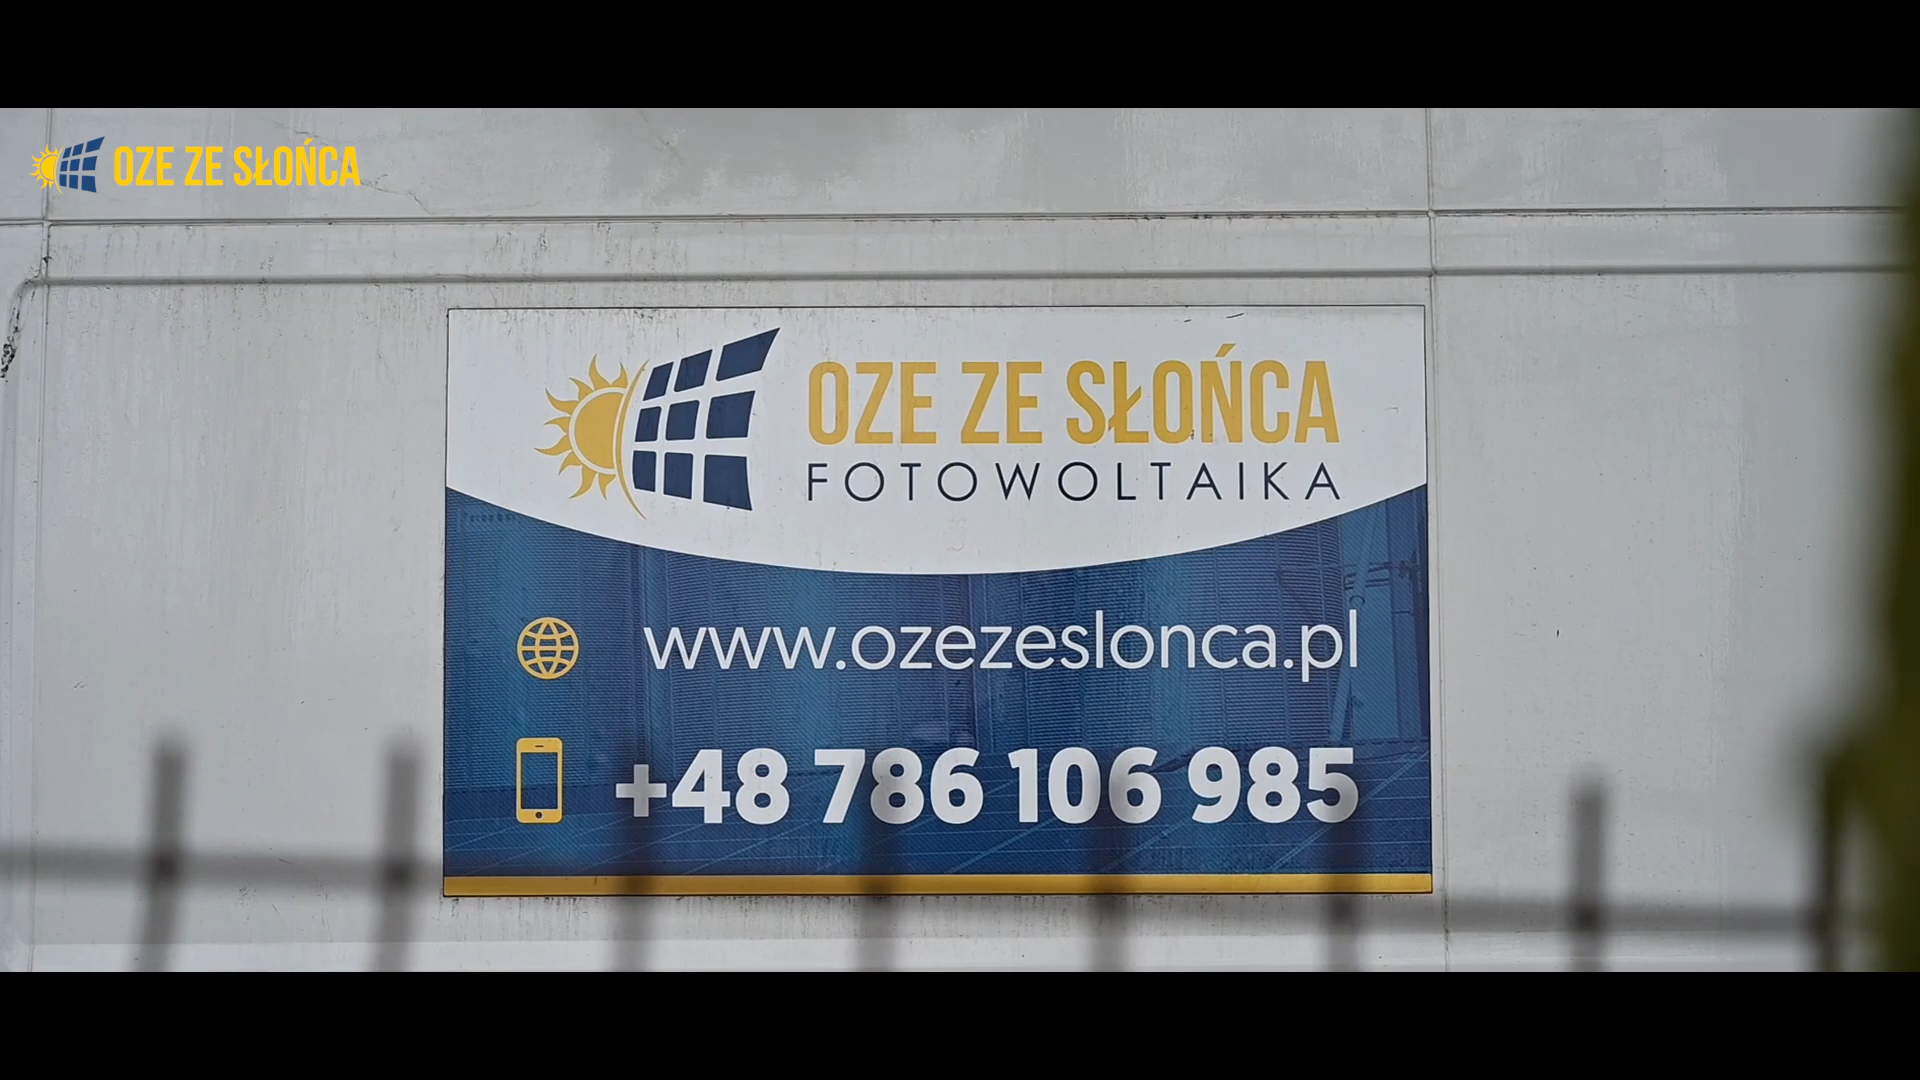 OZE ZE SŁOŃCA
OZE ZE SŁOŃCA
FOTOWOLTAIKA
www.ozezeslonca.pl
+48 786 106 985